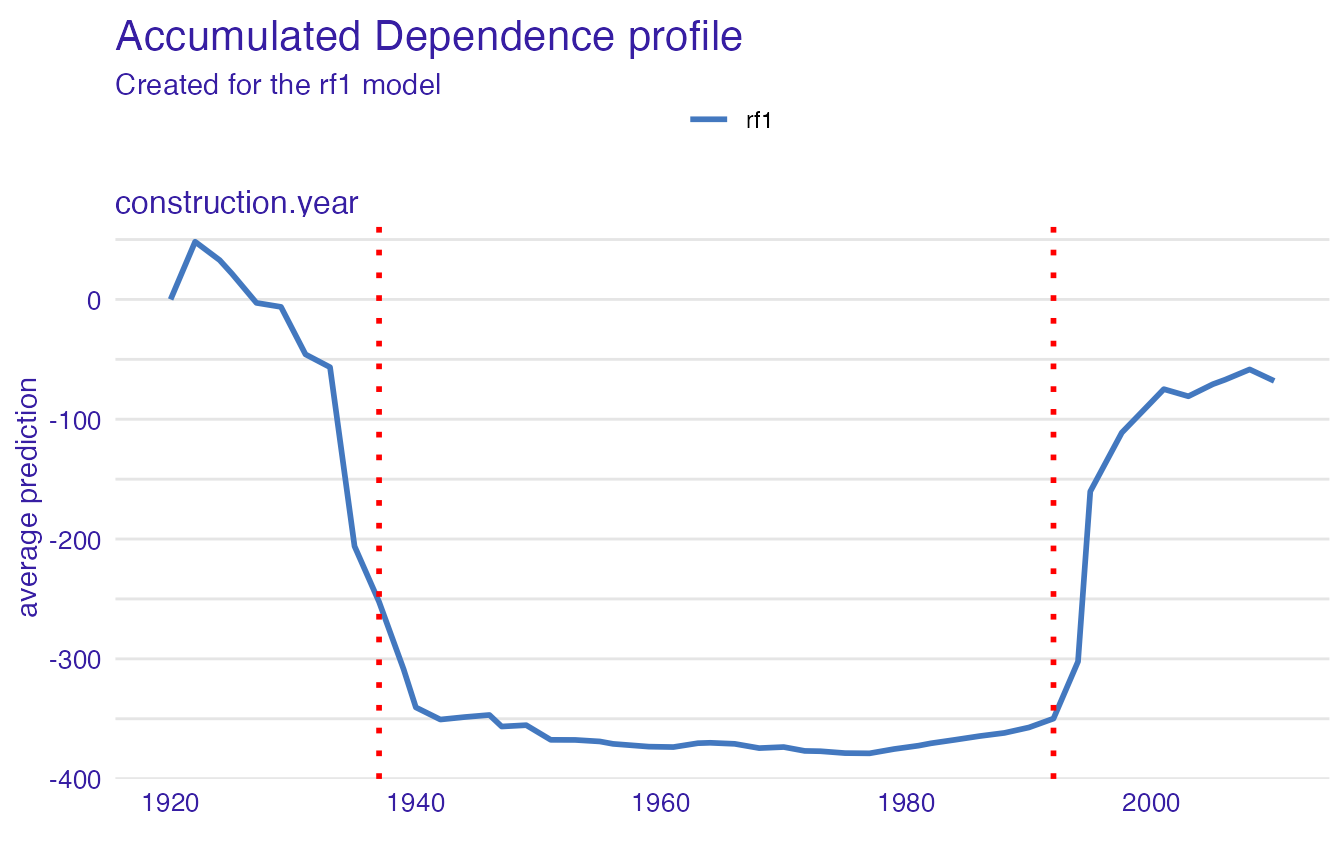 Accumulated Dependence profile
Created for the rf1 model
rf1
construction.year
average prediction
0
-100
-200
-300
-400
1920 1940 1960 1980 2000